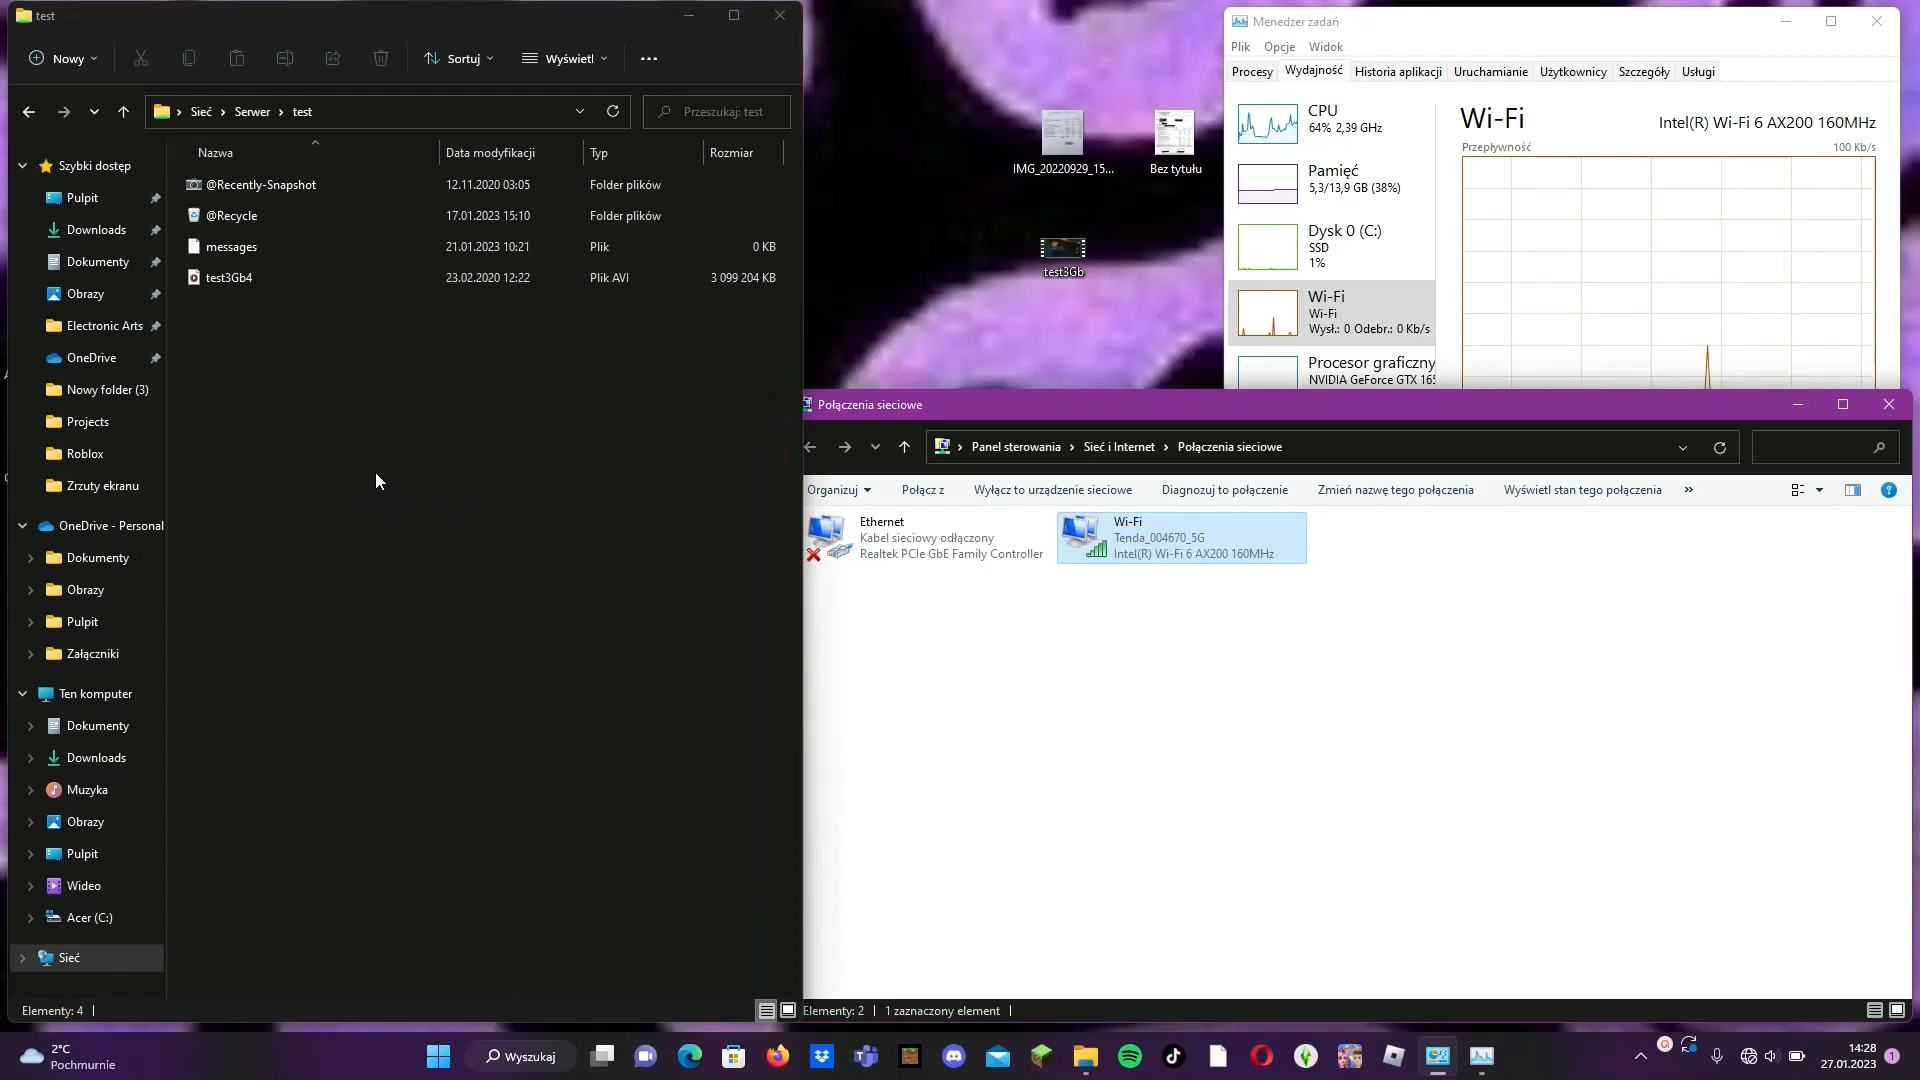 test
Nowy
Sortuj
Wyświetl
Sieć
Serwer
test
Przeszukaj: test
Nazwa
Data modyfikacji
Typ
Rozmiar
@Recently-Snapshot
12.11.2020 03:05
Folder plików
@Recycle
17.01.2023 15:10
Folder plików
messages
21.01.2023 10:21
Plik
0 KB
test3Gb4
23.02.2020 12:22
Plik AVI
3 099 204 KB
Szybki dostęp
Pulpit
Downloads
Dokumenty
Obrazy
Electronic Arts
OneDrive
Nowy folder (3)
Projects
Roblox
Zrzuty ekranu
OneDrive - Personal
Dokumenty
Obrazy
Pulpit
Załączniki
Ten komputer
Dokumenty
Downloads
Muzyka
Obrazy
Pulpit
Wideo
Acer (C:)
Sieć
Elementy: 4
IMG_20220929_15...
Bez tytułu
test3Gb
Menedżer zadań
Plik
Opcje
Widok
Procesy
Wydajność
Historia aplikacji
Uruchamianie
Użytkownicy
Szczegóły
Usługi
CPU
64% 2,39 GHz
Pamięć
5,3/13,9 GB (38%)
Dysk 0 (C:)
SSD
1%
Wi-Fi
Wi-Fi
Wysł.: 0 Odebr.: 0 Kb/s
Procesor graficzny
NVIDIA GeForce GTX 165
Wi-Fi
Intel(R) Wi-Fi 6 AX200 160MHz
Przepływność
100 Kb/s
Połączenia sieciowe
Panel sterowania
Sieć i Internet
Połączenia sieciowe
Organizuj
Połącz z
Wyłącz to urządzenie sieciowe
Diagnozuj to połączenie
Zmień nazwę tego połączenia
Wyświetl stan tego połączenia
»
Ethernet
Kabel sieciowy odłączony
Realtek PCIe GbE Family Controller
Wi-Fi
Tenda_004670_5G
Intel(R) Wi-Fi 6 AX200 160MHz
Elementy: 2
1 zaznaczony element
2°C
Pochmurnie
Wyszukaj
14:28
27.01.2023
1